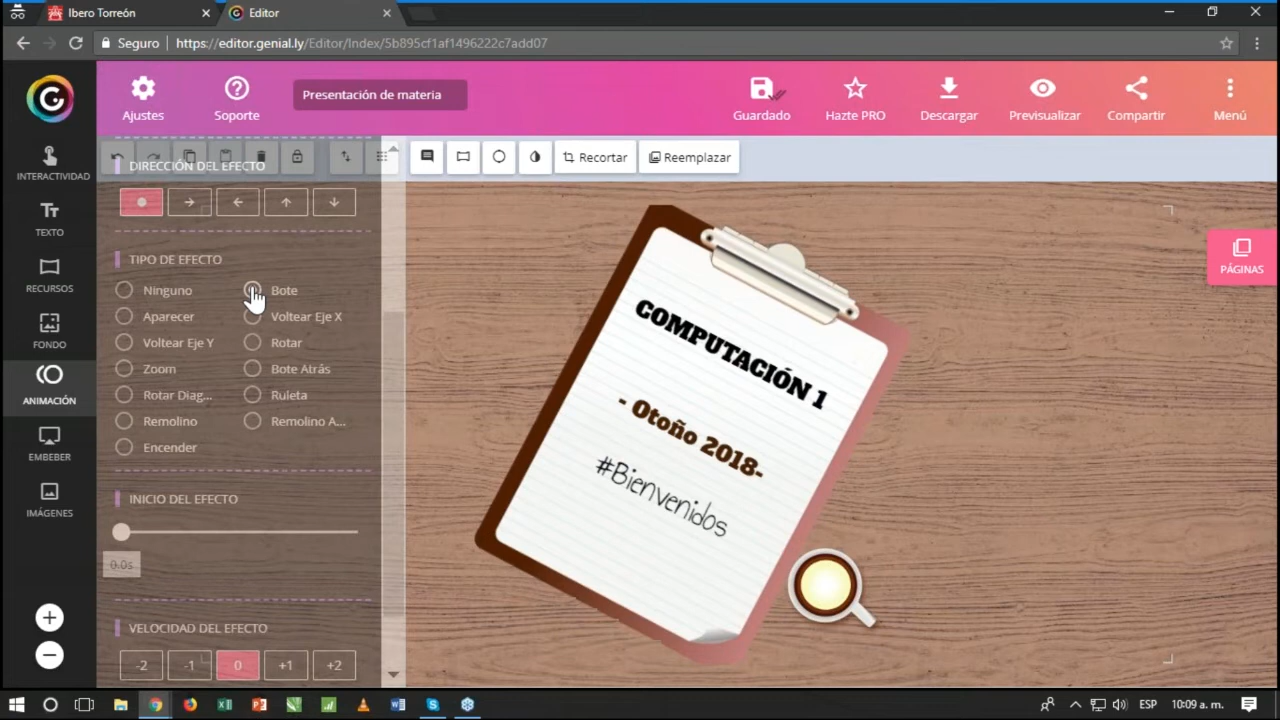 Ibero Torreón
Editor
Seguro
https://editor.genial.ly/Editor/Index/5b895cf1af1496222c7add07
Ajustes
Soporte
Presentación de materia
Guardado
Hazte PRO
Descargar
Previsualizar
Compartir
Menú
Recortar
Reemplazar
INTERACTIVIDAD
TEXTO
RECURSOS
FONDO
ANIMACIÓN
EMBEBER
IMÁGENES
DIRECCIÓN DEL EFECTO
TIPO DE EFECTO
Ninguno
Bote
Aparecer
Voltear Eje X
Voltear Eje Y
Rotar
Zoom
Bote Atrás
Rotar Diag...
Ruleta
Remolino
Remolino A...
Encender
INICIO DEL EFECTO
0.0s
VELOCIDAD DEL EFECTO
-2 -1 0 +1 +2
COMPUTACIÓN 1
- Otoño 2018-
#Bienvenidos
PÁGINAS
ESP
10:09 a. m.